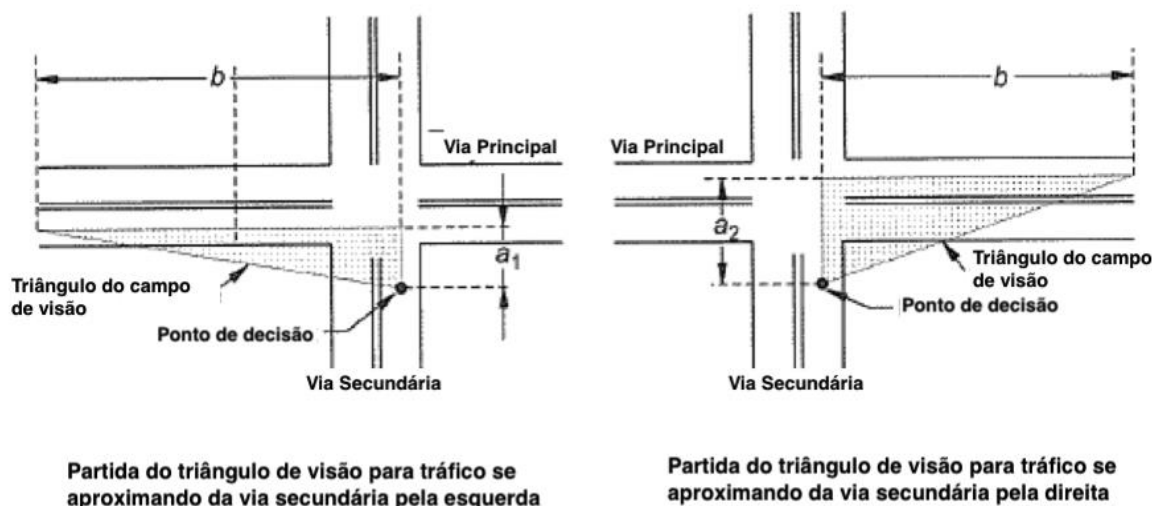 b
Via Principal
a1
Triângulo do campo
de visão
Ponto de decisão
Via Secundária
Partida do triângulo de visão para tráfico se
aproximando da via secundária pela esquerda
b
Via Principal
a2
Triângulo do campo
de visão
Ponto de decisão
Via Secundária
Partida do triângulo de visão para tráfico se
aproximando da via secundária pela direita